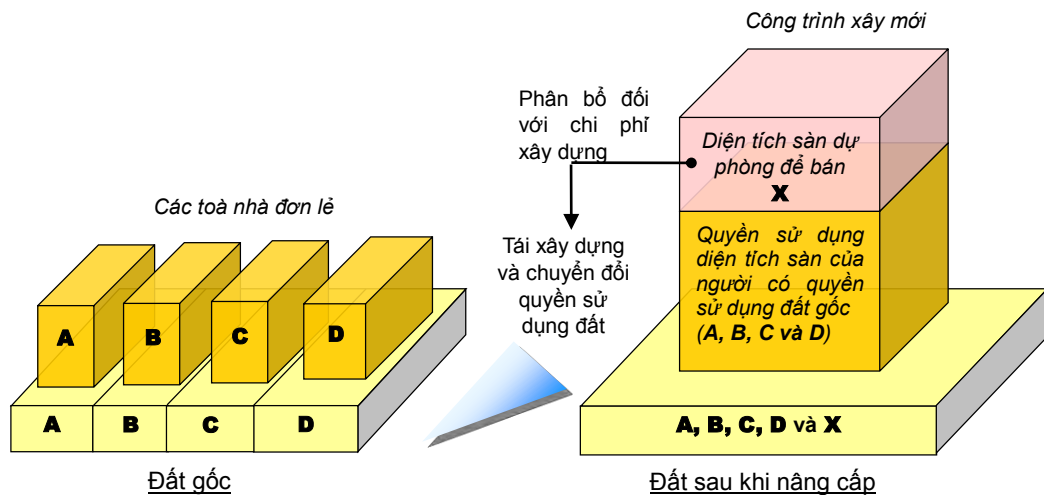 Công trình xây mới
Phân bổ đối
với chi phỉ
xây dựng
Diện tích sàn dự
phòng để bán
X
Các toà nhà đơn lẻ
Tái xây dựng
và chuyển đổi
quyền sử
dụng đất
Quyền sử dụng
diện tích sàn của
người có quyền
sử dụng đất gốc
(A, B, C và D)
A
B
C
D
A
B
C
D
A, B, C, D và X
Đất gốc
Đất sau khi nâng cấp